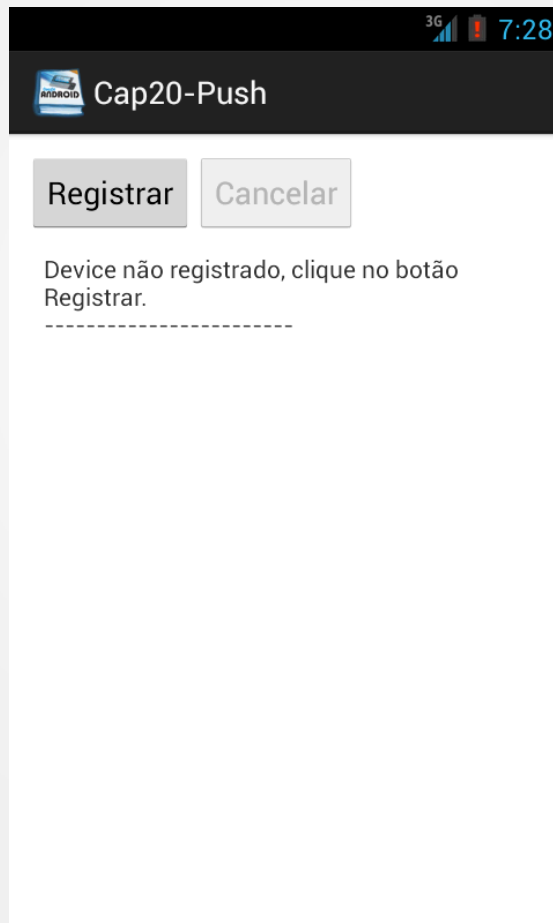 3G 7:28
ANDROID Cap20-Push
Registrar Cancelar
Device não registrado, clique no botão
Registrar.
------------------------